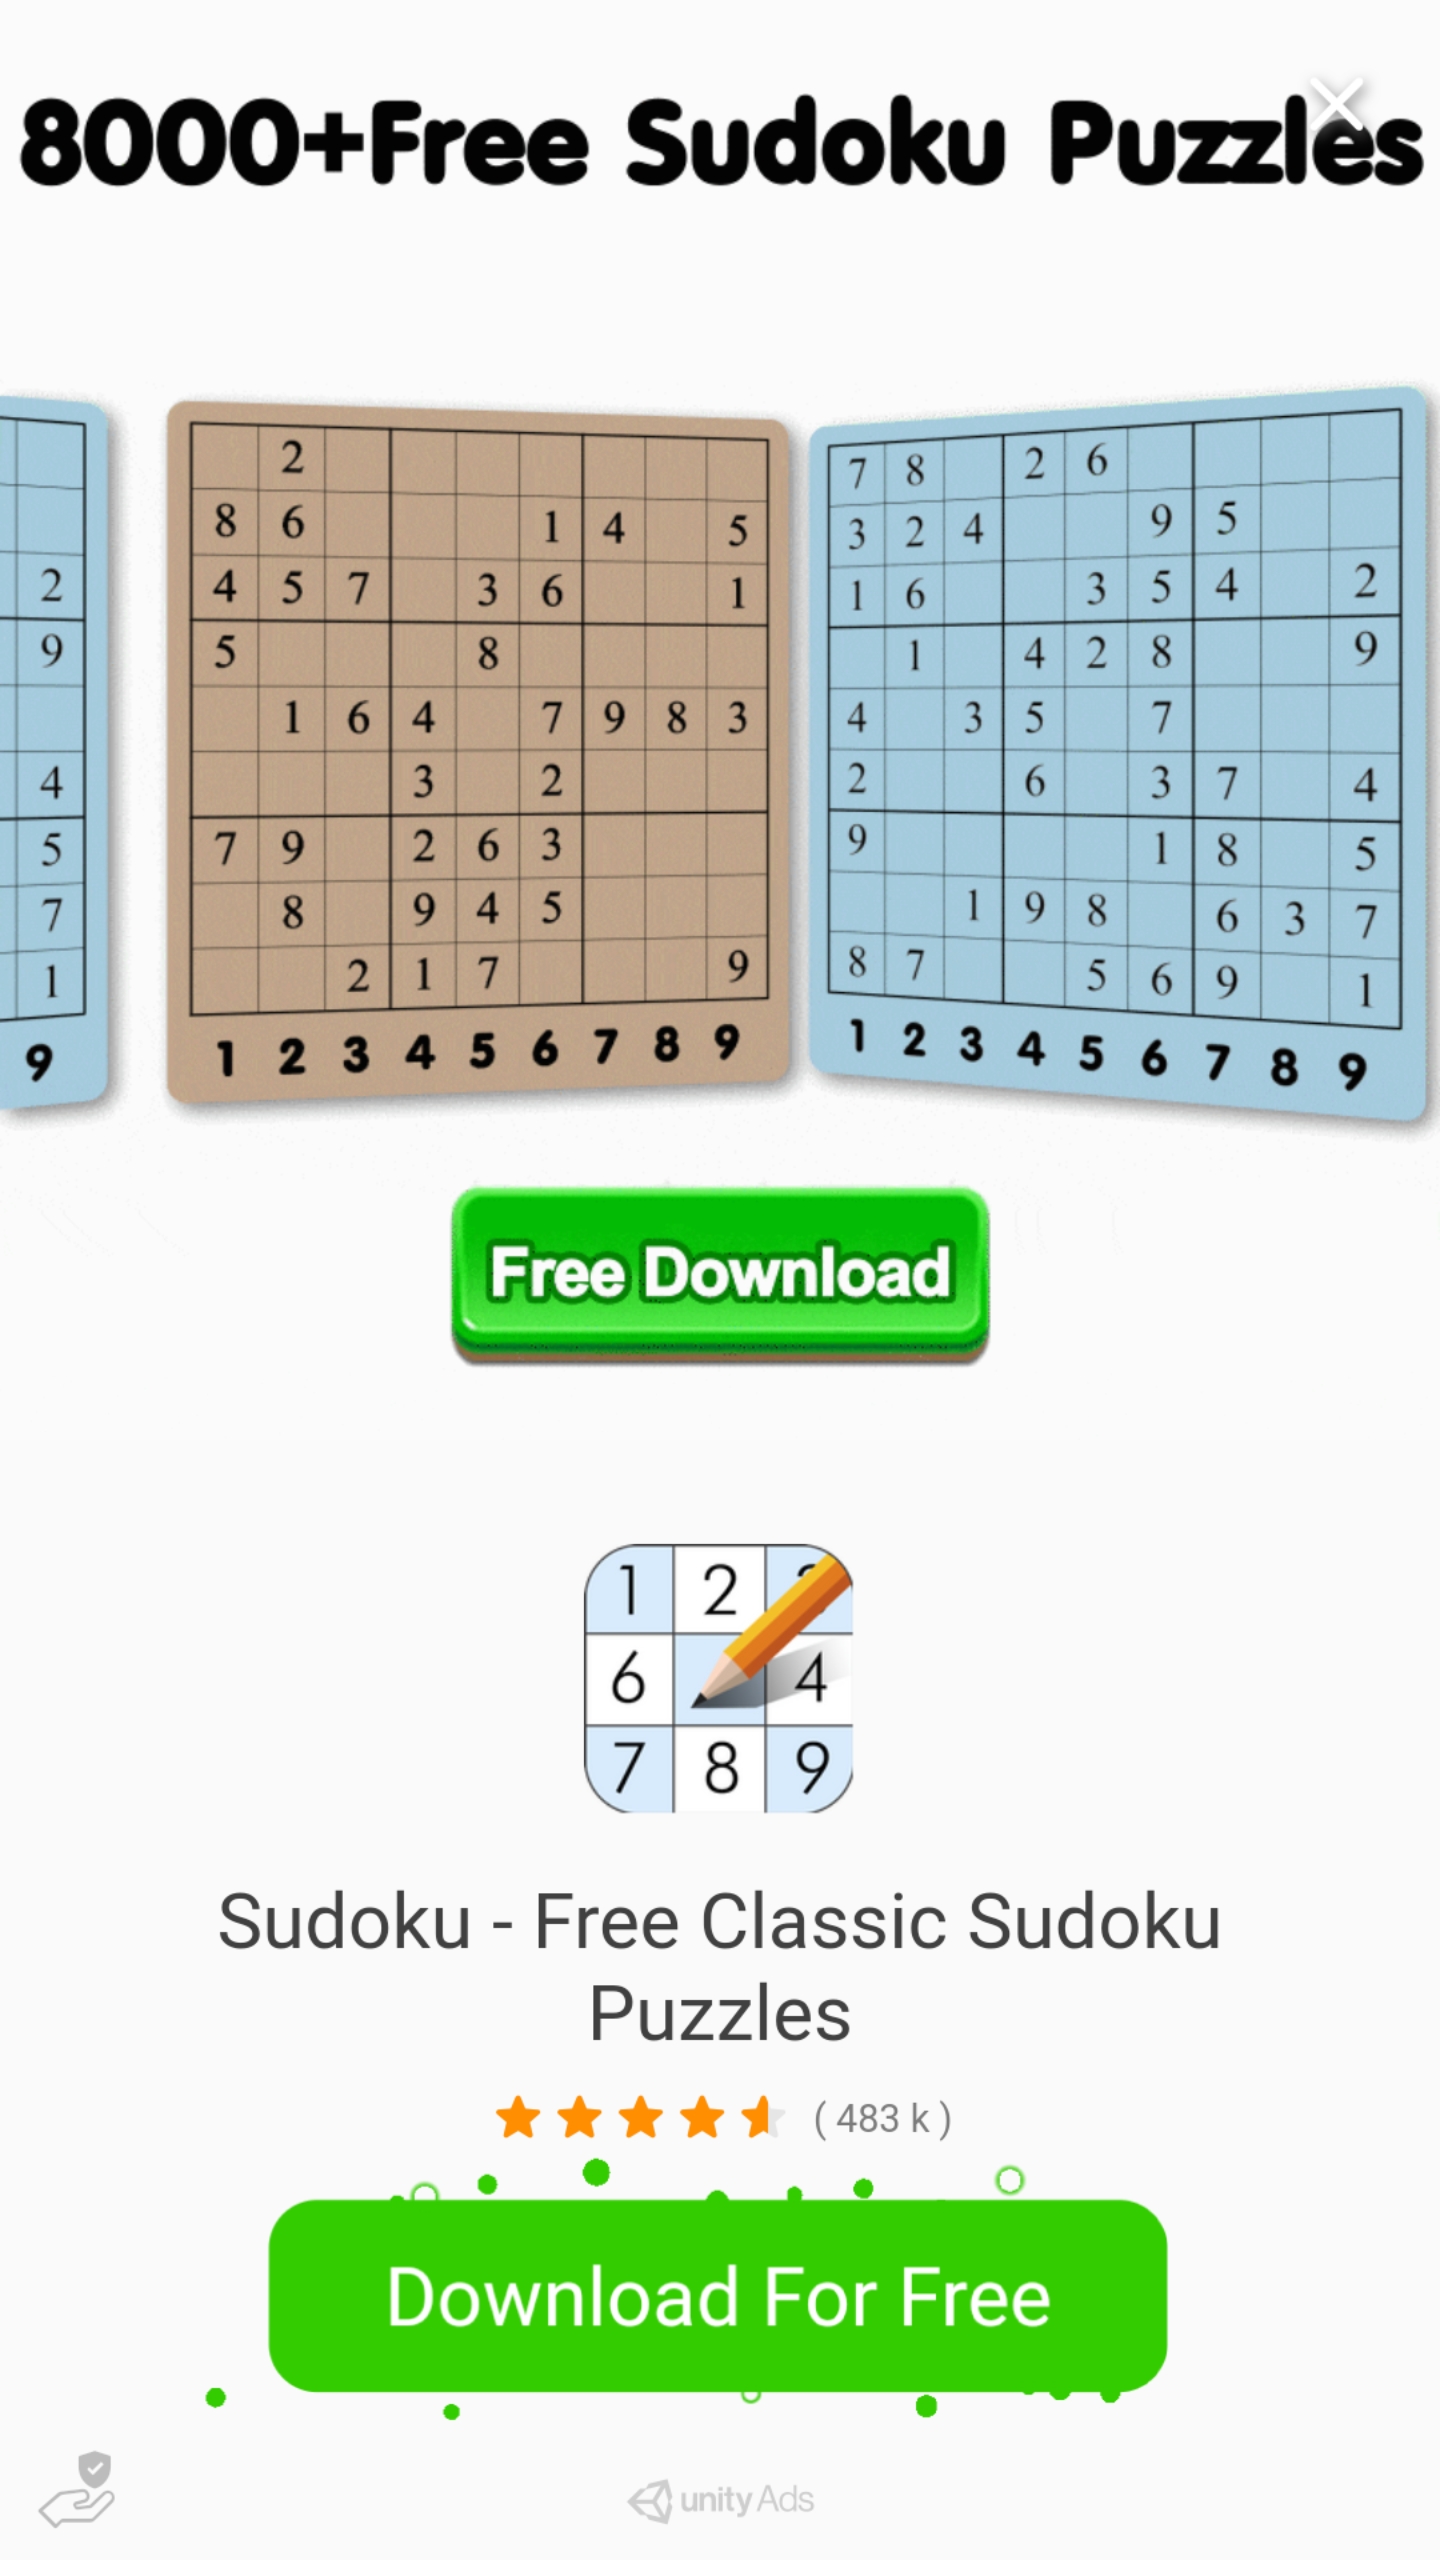 8000+Free Sudoku Puzzles
2
9
4
5
7
1
9
2
8 6 1 4 5
4 5 7 3 6 1
5 8
1 6 4 7 9 8 3
3 2
7 9 2 6 3
8 9 4 5
2 1 7 9
1 2 3 4 5 6 7 8 9
7 8 2 6
3 2 4 9 5
1 6 3 5 4 2
1 4 2 8 9
4 3 5 7
2 6 3 7 4
9 1 8 5
1 9 8 6 3 7
8 7 5 6 9 1
1 2 3 4 5 6 7 8 9
Free Download
1 2
6 4
7 8 9
Sudoku - Free Classic Sudoku
Puzzles
( 483 k )
Download For Free
unity Ads